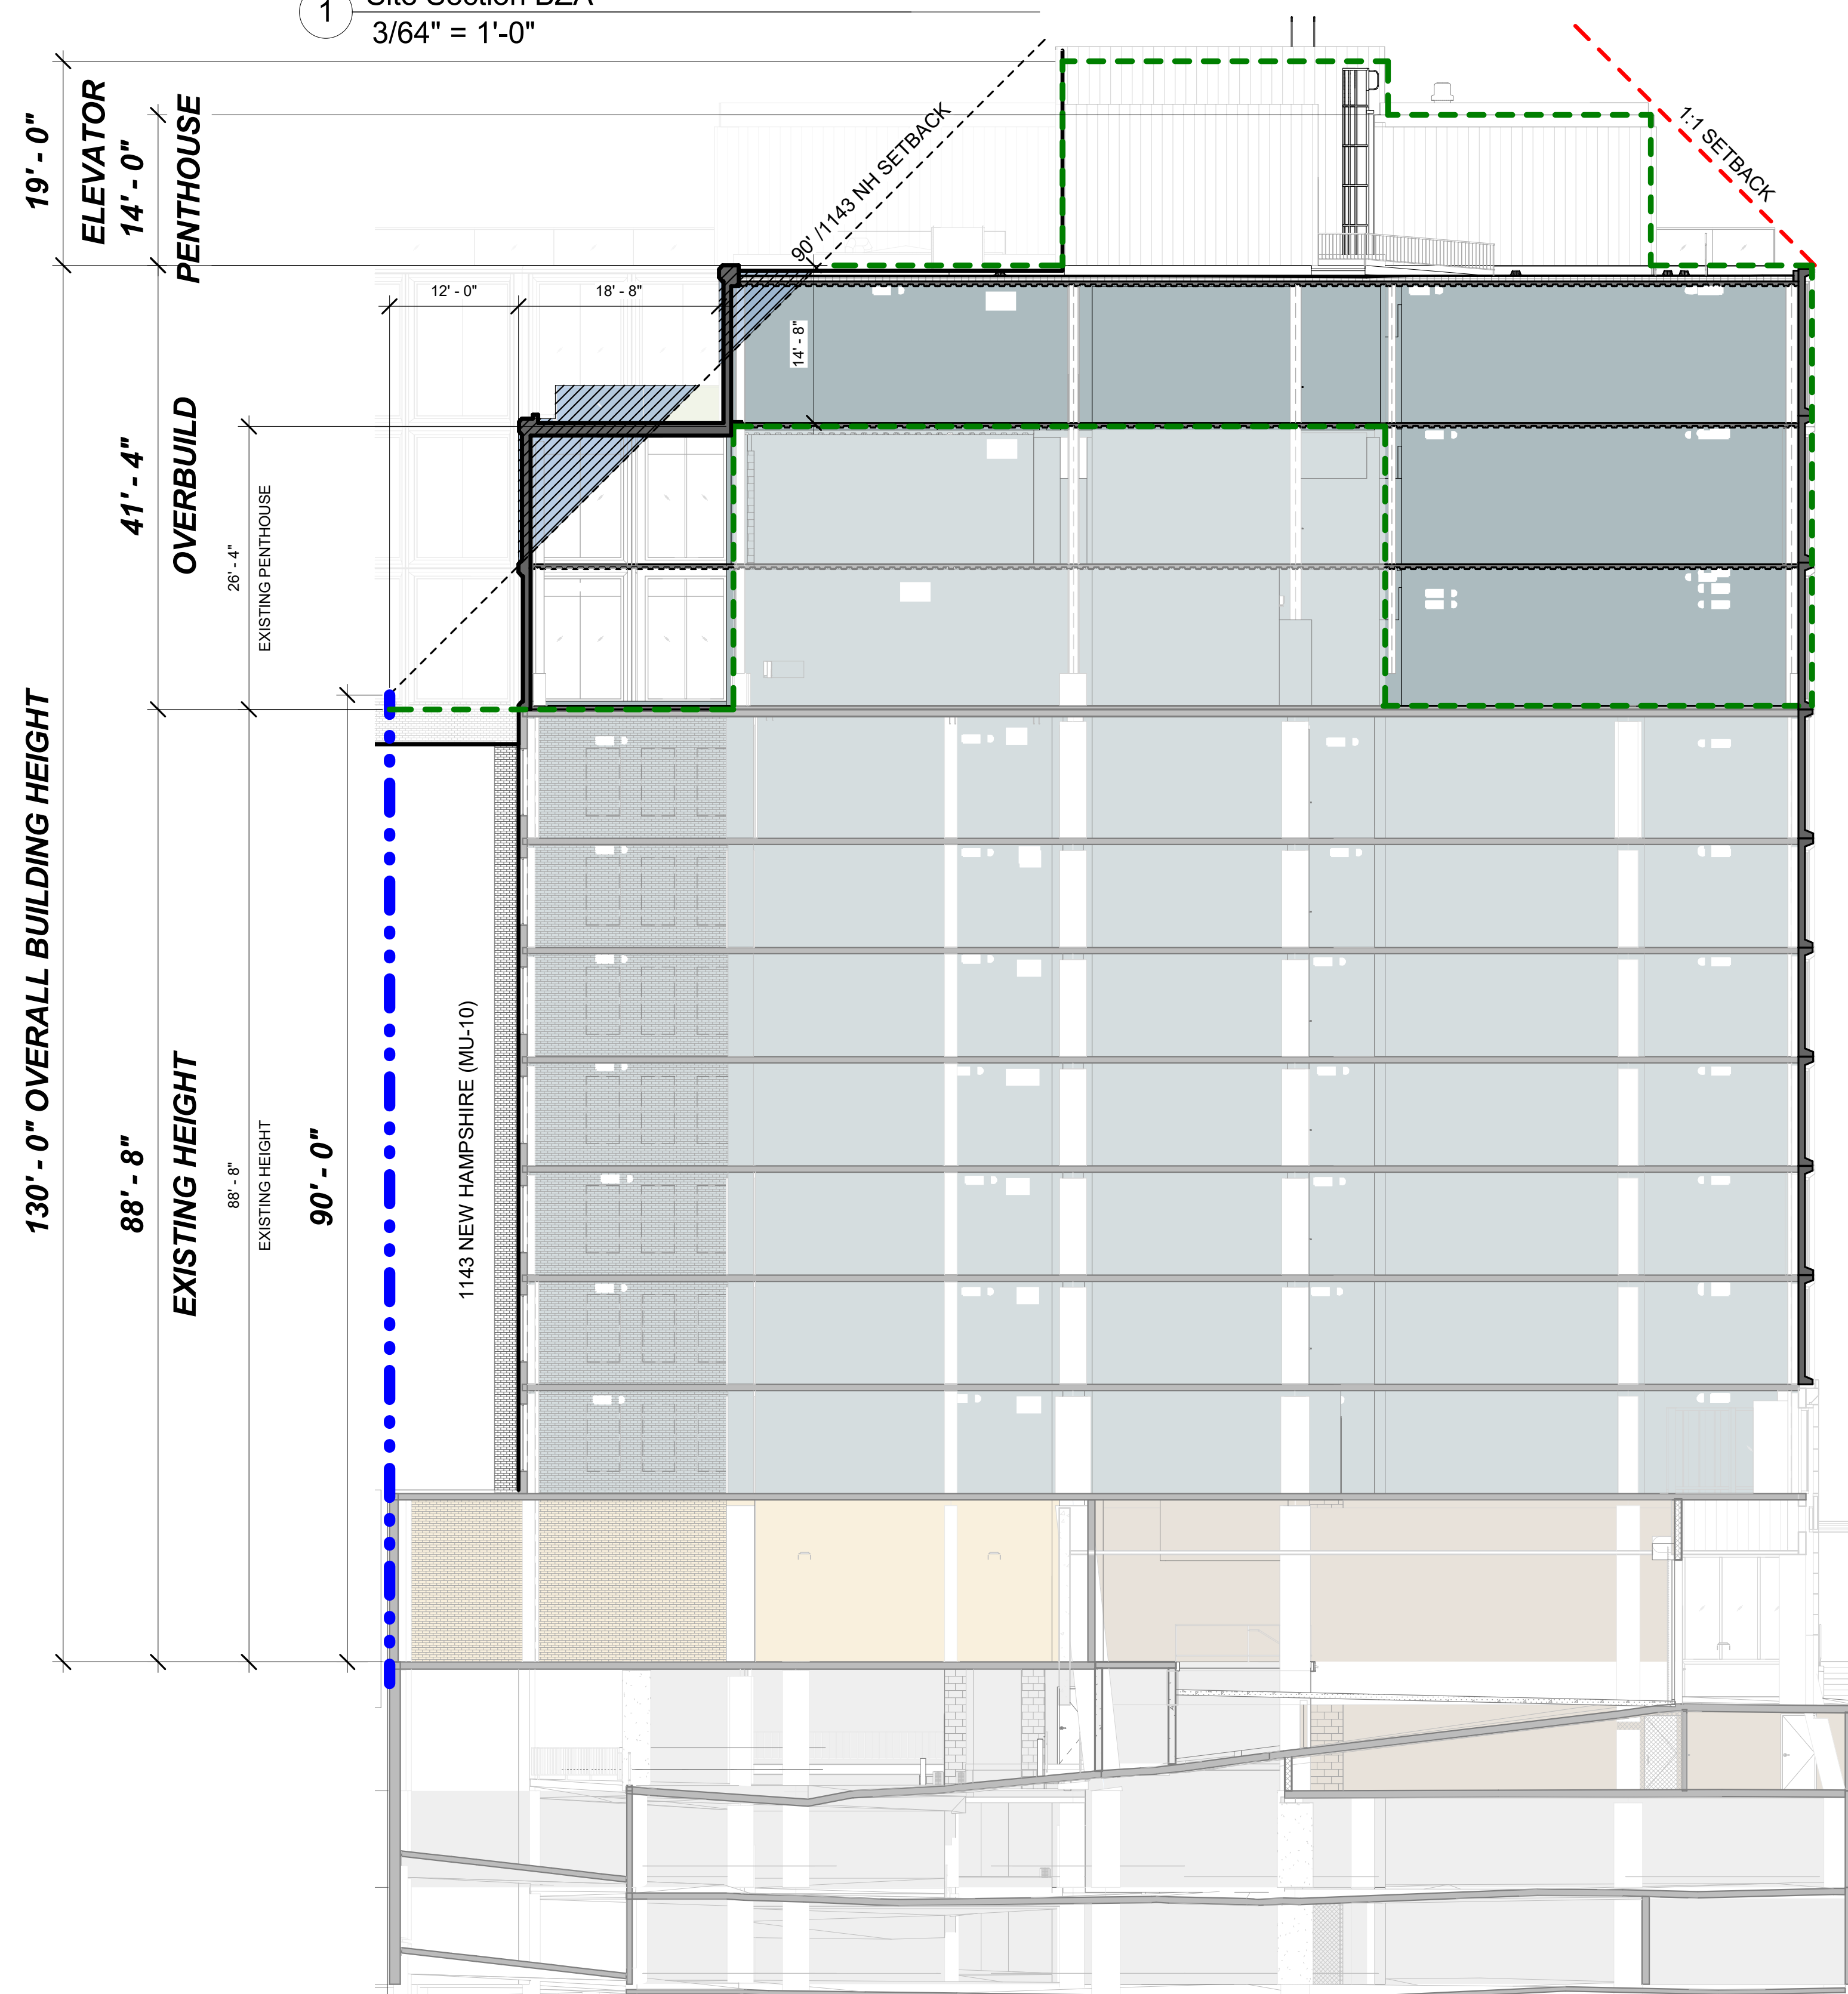 1
Site Section BZA
3/64" = 1'-0"
19' - 0"
ELEVATOR
14' - 0"
PENTHOUSE
90' /1143 NH SETBACK
1:1 SETBACK
12' - 0"
18' - 8"
14' - 8"
41' - 4"
OVERBUILD
26' - 4"
EXISTING PENTHOUSE
130' - 0" OVERALL BUILDING HEIGHT
88' - 8"
EXISTING HEIGHT
88' - 8"
EXISTING HEIGHT
90' - 0"
1143 NEW HAMPSHIRE (MU-10)